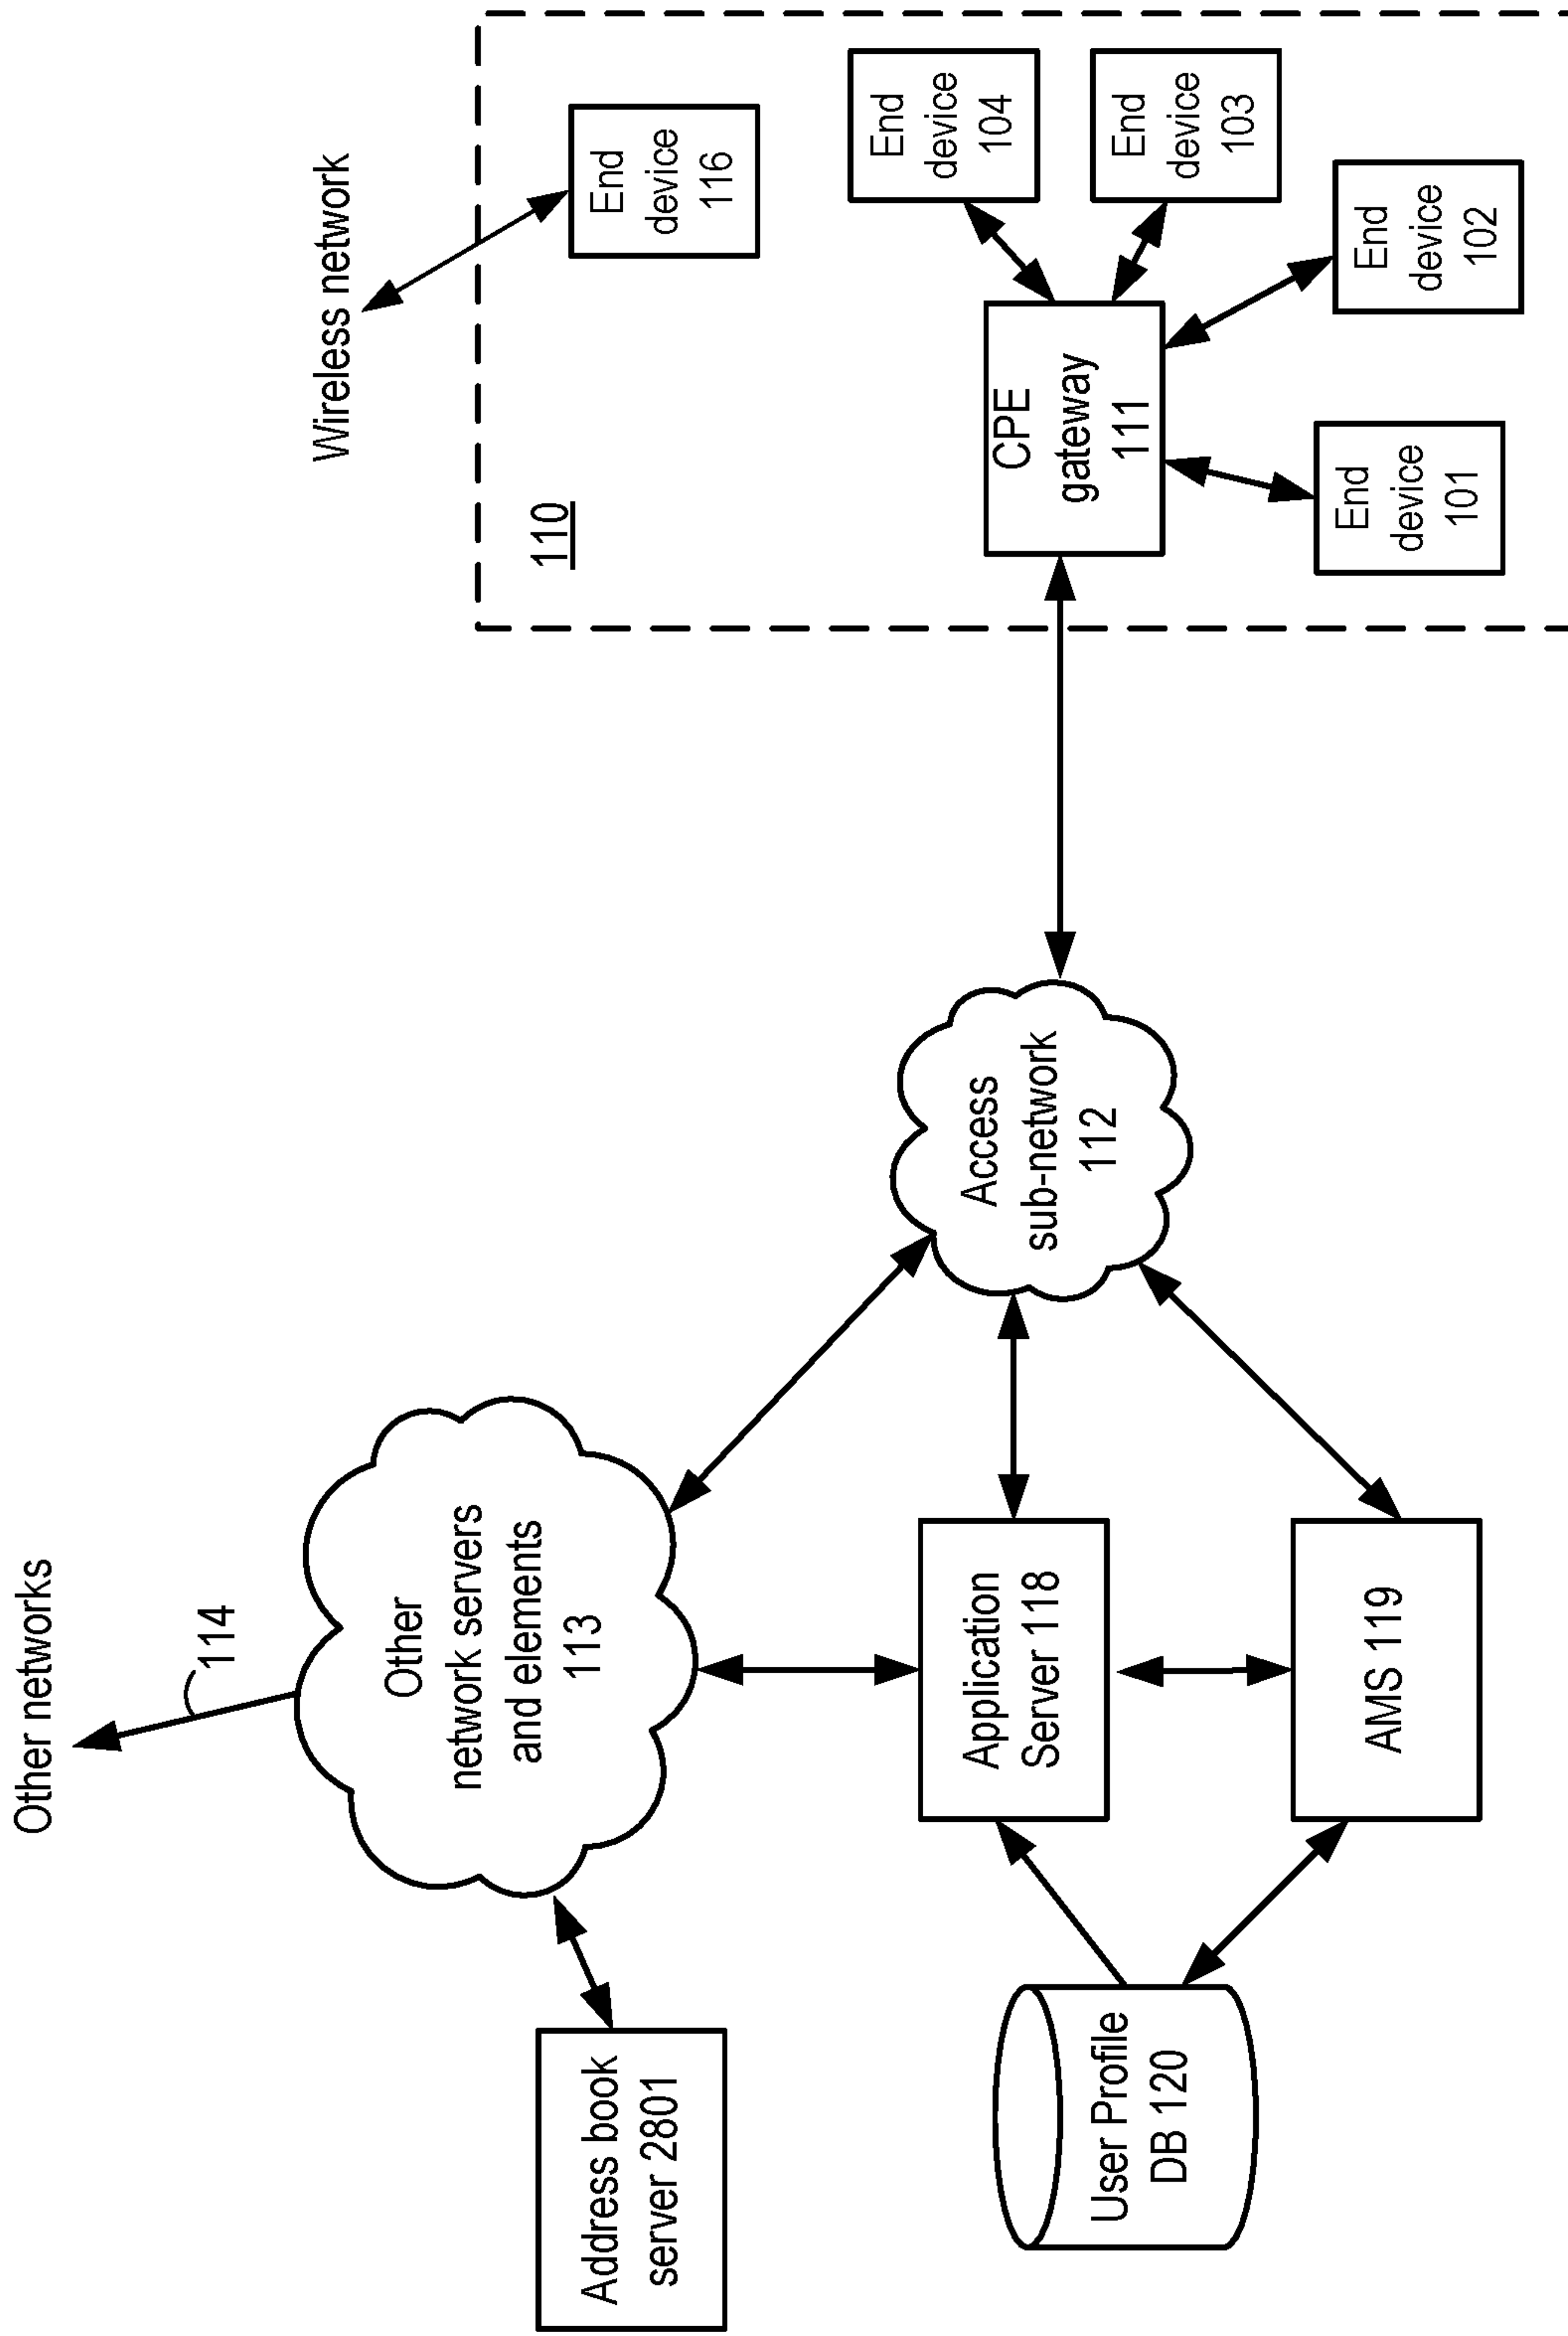 Other networks
114
Wireless network
Other
network servers
and elements
113
Address book
server 2801
110
End
device
116
Access
sub-network
112
CPE
gateway
111
End
device
104
End
device
103
End
device
102
End
device
101
Application
Server 118
AMS 119
User Profile
DB 120